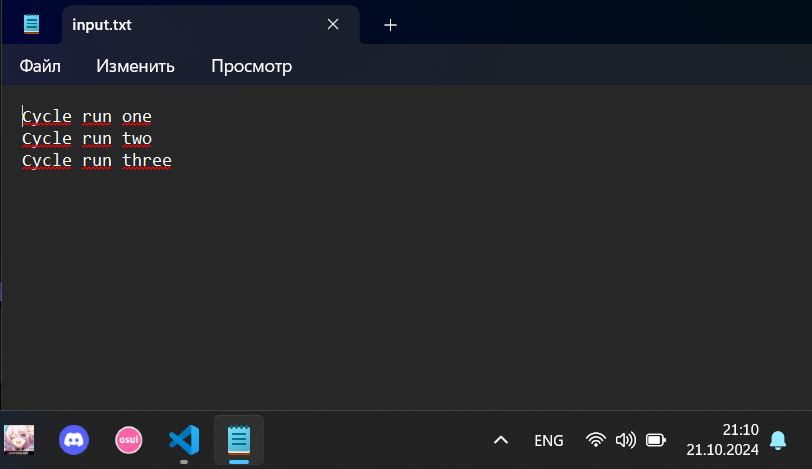 input.txt
Файл Изменить Просмотр
Cycle run one
Cycle run two
Cycle run three
osu!
ENG
21:10
21.10.2024